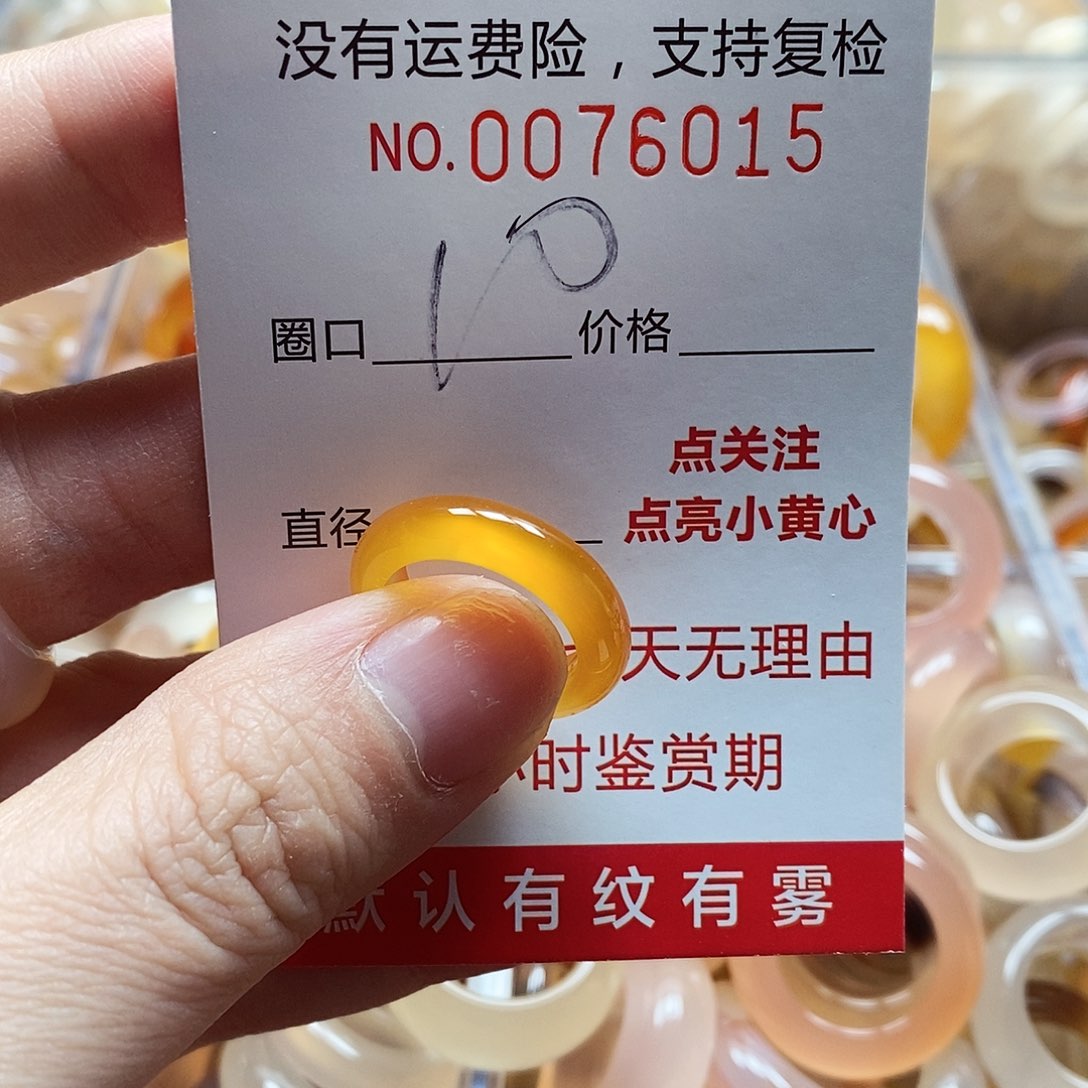 没有运费险，支持复检
NO.0076015
10
圈口 价格
点关注
直径 点亮小黄心
天无理由
时鉴赏期
默认有纹有雾